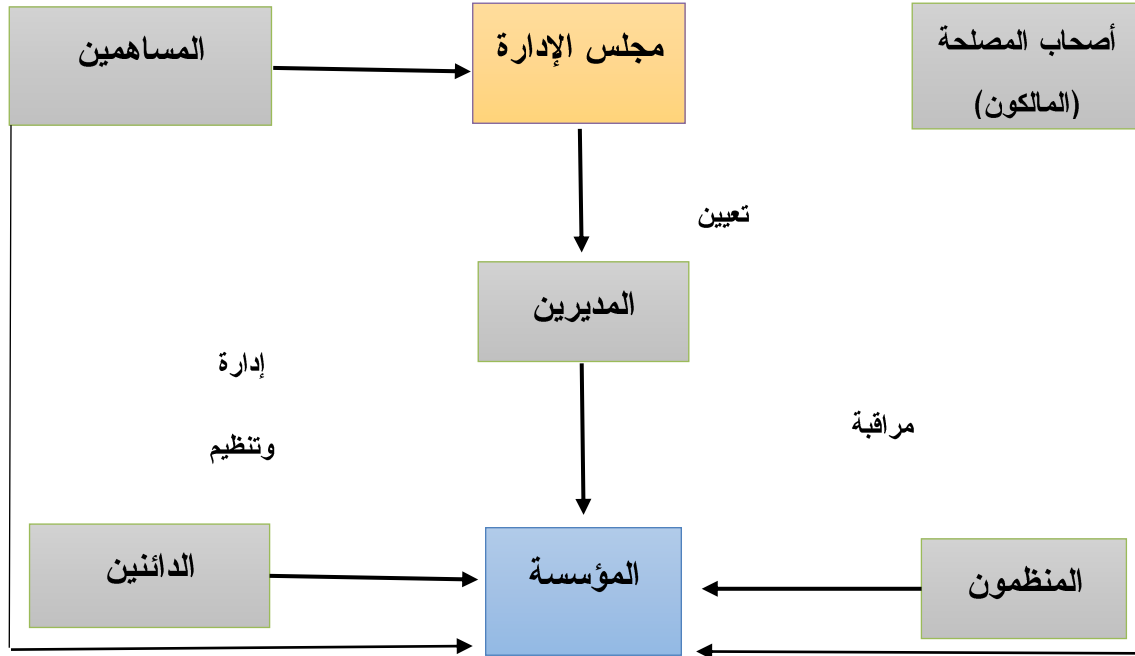 أصحاب المصلحة
(المالكون)
مجلس الإدارة
المساهمين
تعيين
المديرين
إدارة
وتنظيم
مراقبة
المنظمون
المؤسسة
الدائنين